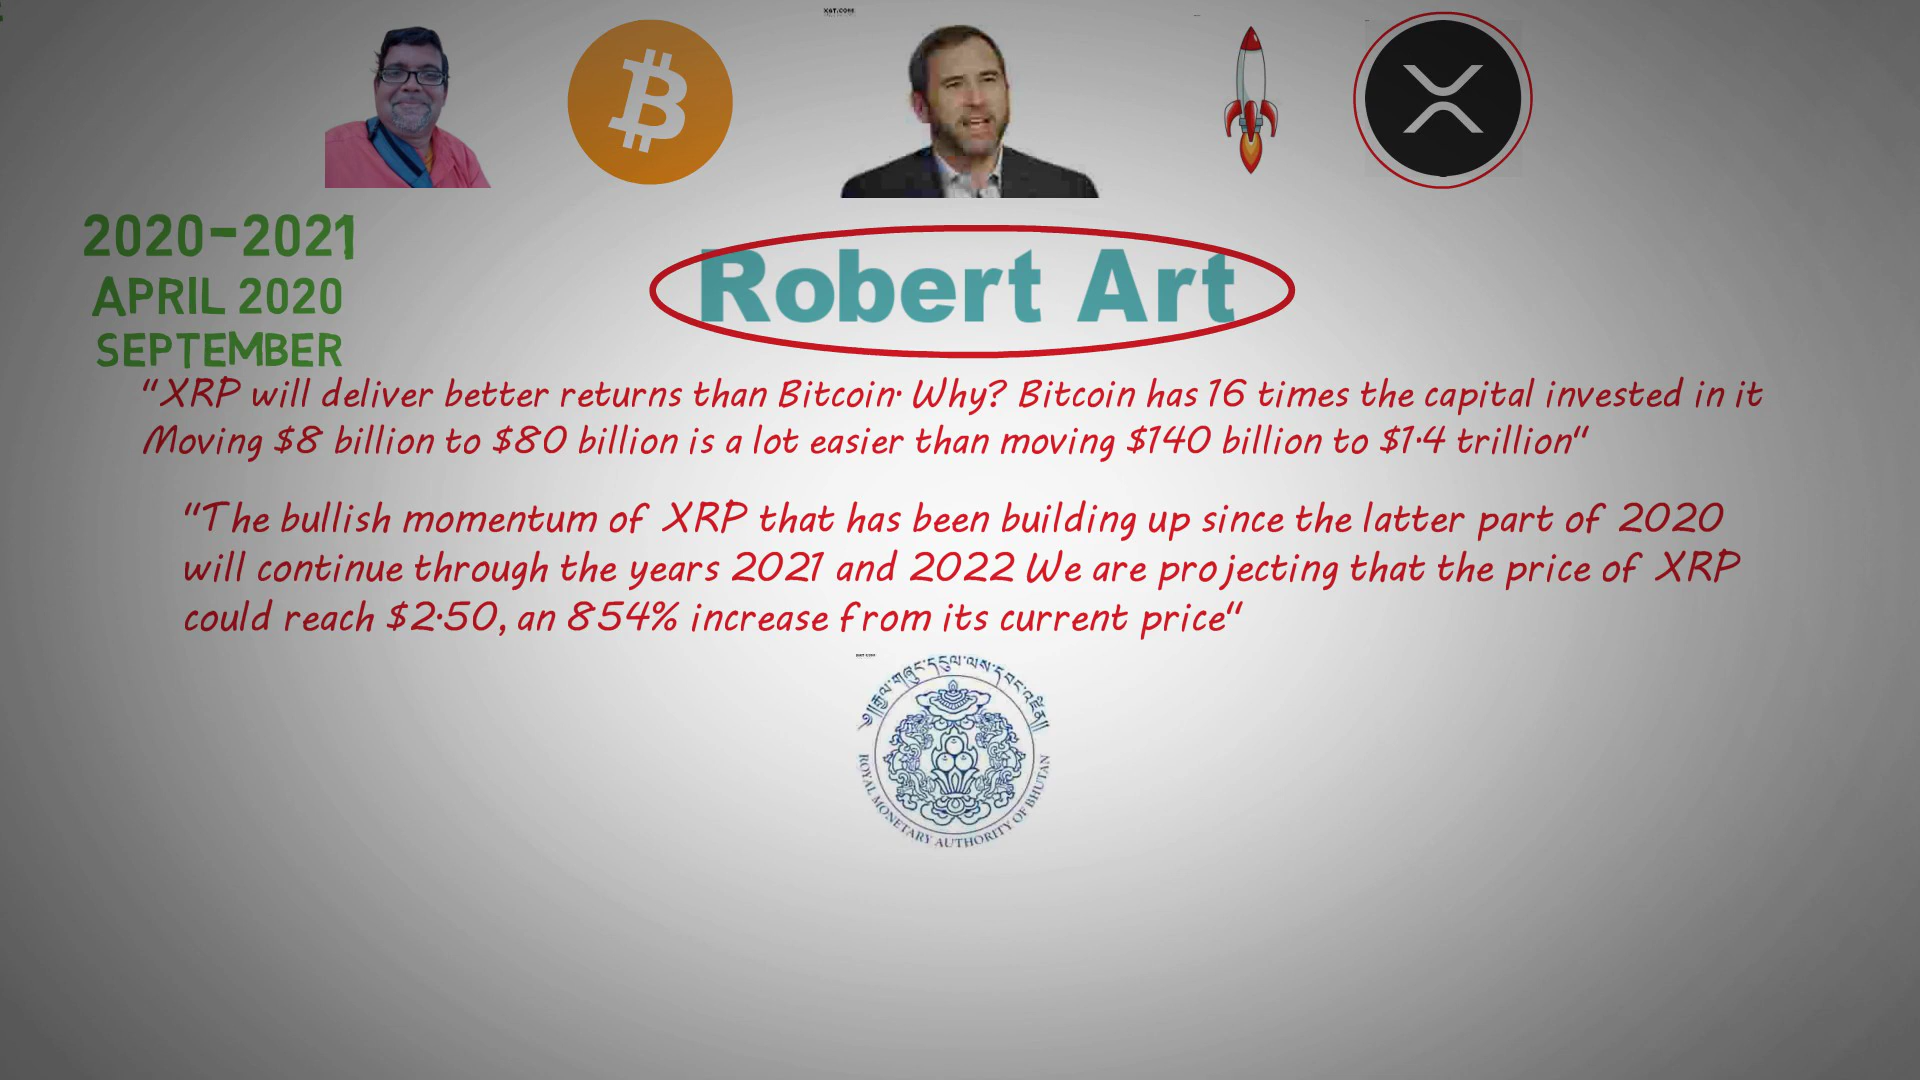 2020-2021
APRIL 2020
SEPTEMBER
Robert Art
"XRP will deliver better returns than Bitcoin. Why? Bitcoin has 16 times the capital invested in it
Moving $8 billion to $80 billion is a lot easier than moving $140 billion to $1.4 trillion"
"The bullish momentum of XRP that has been building up since the latter part of 2020
will continue through the years 2021 and 2022 We are projecting that the price of XRP
could reach $2.50, an 854% increase from its current price"
ROYAL MONETARY AUTHORITY OF BHUTAN